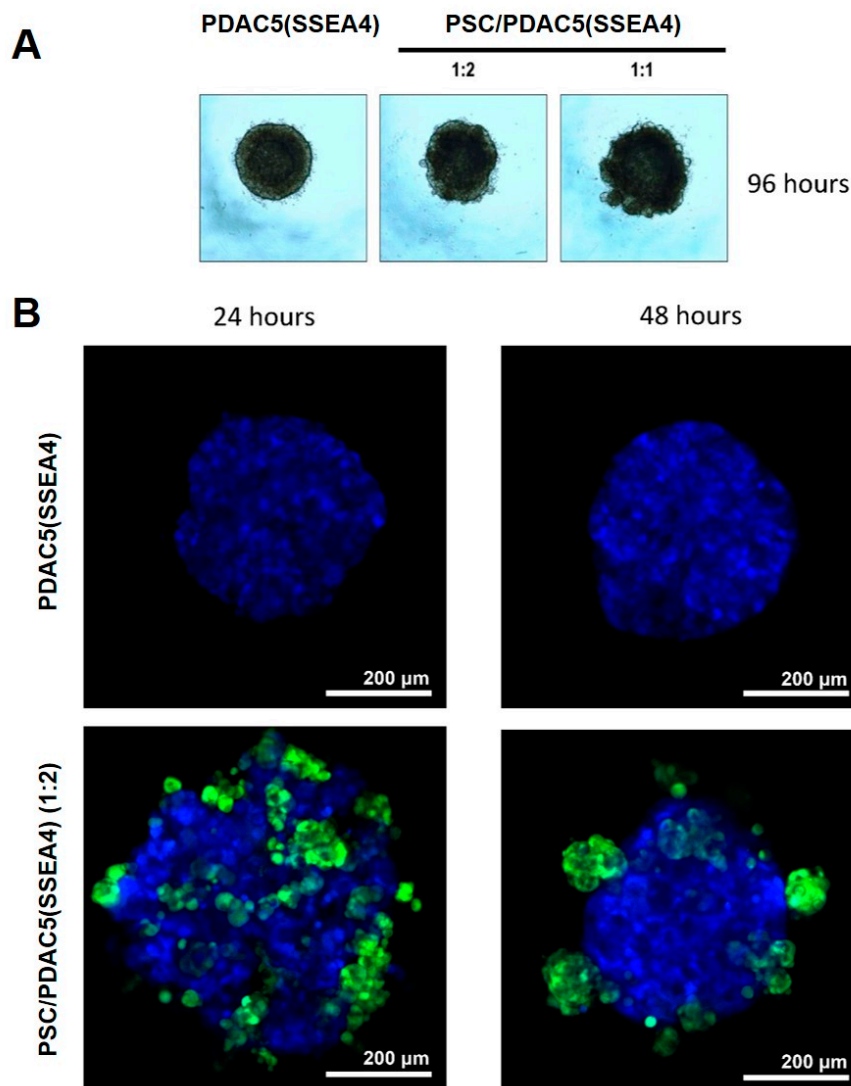 A
PDAC5(SSEA4)
PSC/PDAC5(SSEA4)
1:2
1:1
96 hours
B
24 hours
48 hours
PDAC5(SSEA4)
200 µm
200 µm
PSC/PDAC5(SSEA4) (1:2)
200 µm
200 µm